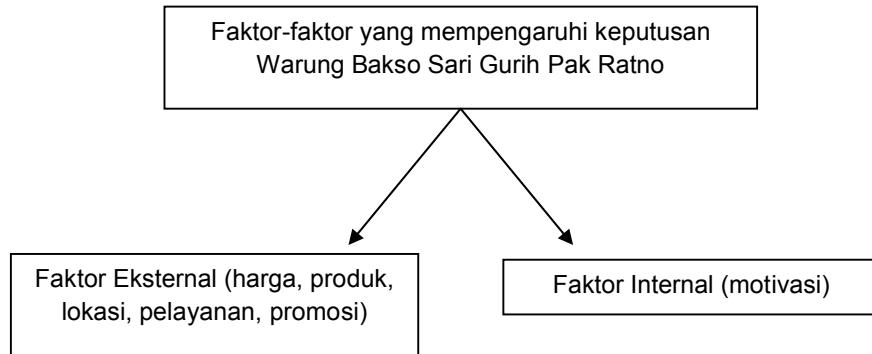 Faktor-faktor yang mempengaruhi keputusan
Warung Bakso Sari Gurih Pak Ratno
Faktor Eksternal (harga, produk,
lokasi, pelayanan, promosi)
Faktor Internal (motivasi)